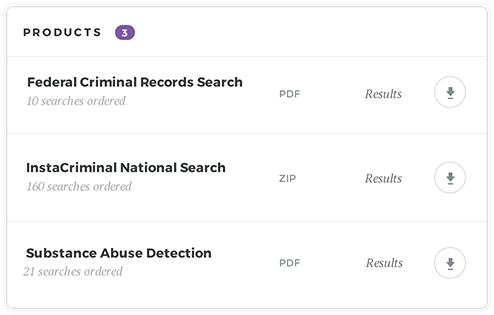 PRODUCTS 3
Federal Criminal Records Search
10 searches ordered
PDF Results
InstaCriminal National Search
160 searches ordered
ZIP Results
Substance Abuse Detection
21 searches ordered
PDF Results